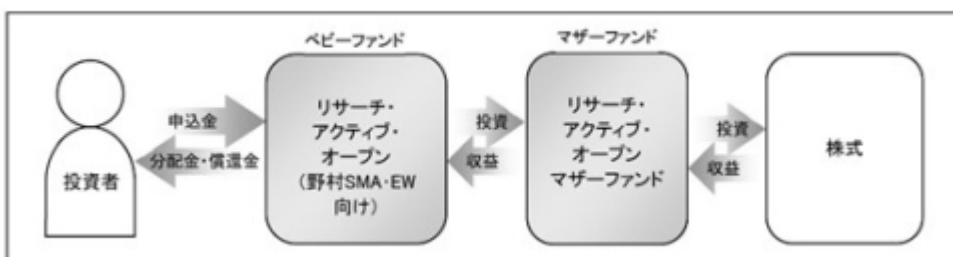 ベビーファンド
マザーファンド
申込金
分配金・償還金
投資者
リサーチ・
アクティブ・
オープン
(野村SMA・EW
向け)
投資
収益
リサーチ・
アクティブ・
オープン
マザーファンド
投資
収益
株式